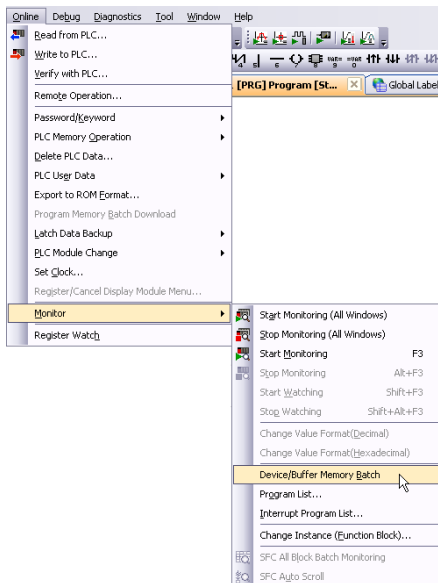 Online Debug Diagnostics Tool Window Help
Read from PLC...
Write to PLC...
Verify with PLC...
Remote Operation...
[PRG] Program [St... Global Label
Password/Keyword
PLC Memory Operation
Delete PLC Data...
PLC User Data
Export to ROM Format...
Program Memory Batch Download
Latch Data Backup
PLC Module Change
Set Clock...
Register/Cancel Display Module Menu...
Monitor
Register Watch
Start Monitoring (All Windows)
Stop Monitoring (All Windows)
Start Monitoring F3
Stop Monitoring Alt+F3
Start Watching Shift+F3
Stop Watching Shift+Alt+F3
Change Value Format(Decimal)
Change Value Format(Hexadecimal)
Device/Buffer Memory Batch
Program List...
Interrupt Program List...
Change Instance (Function Block)...
SFC All Block Batch Monitoring
SFC Auto Scroll